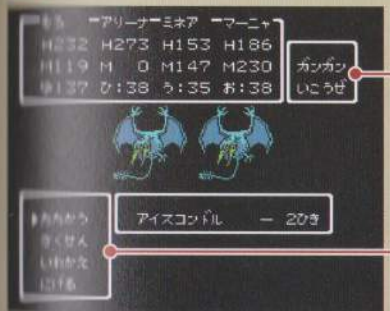 アリーナ ミネア マーニャ
H232 H273 H153 H186
M119 M 0 M147 M230
137 ひ:38 う:35 お:38
ガンガン
いこうぜ
アイスコンドル ー 2ひき
たたかう
さくせん
いれかえ
にげる